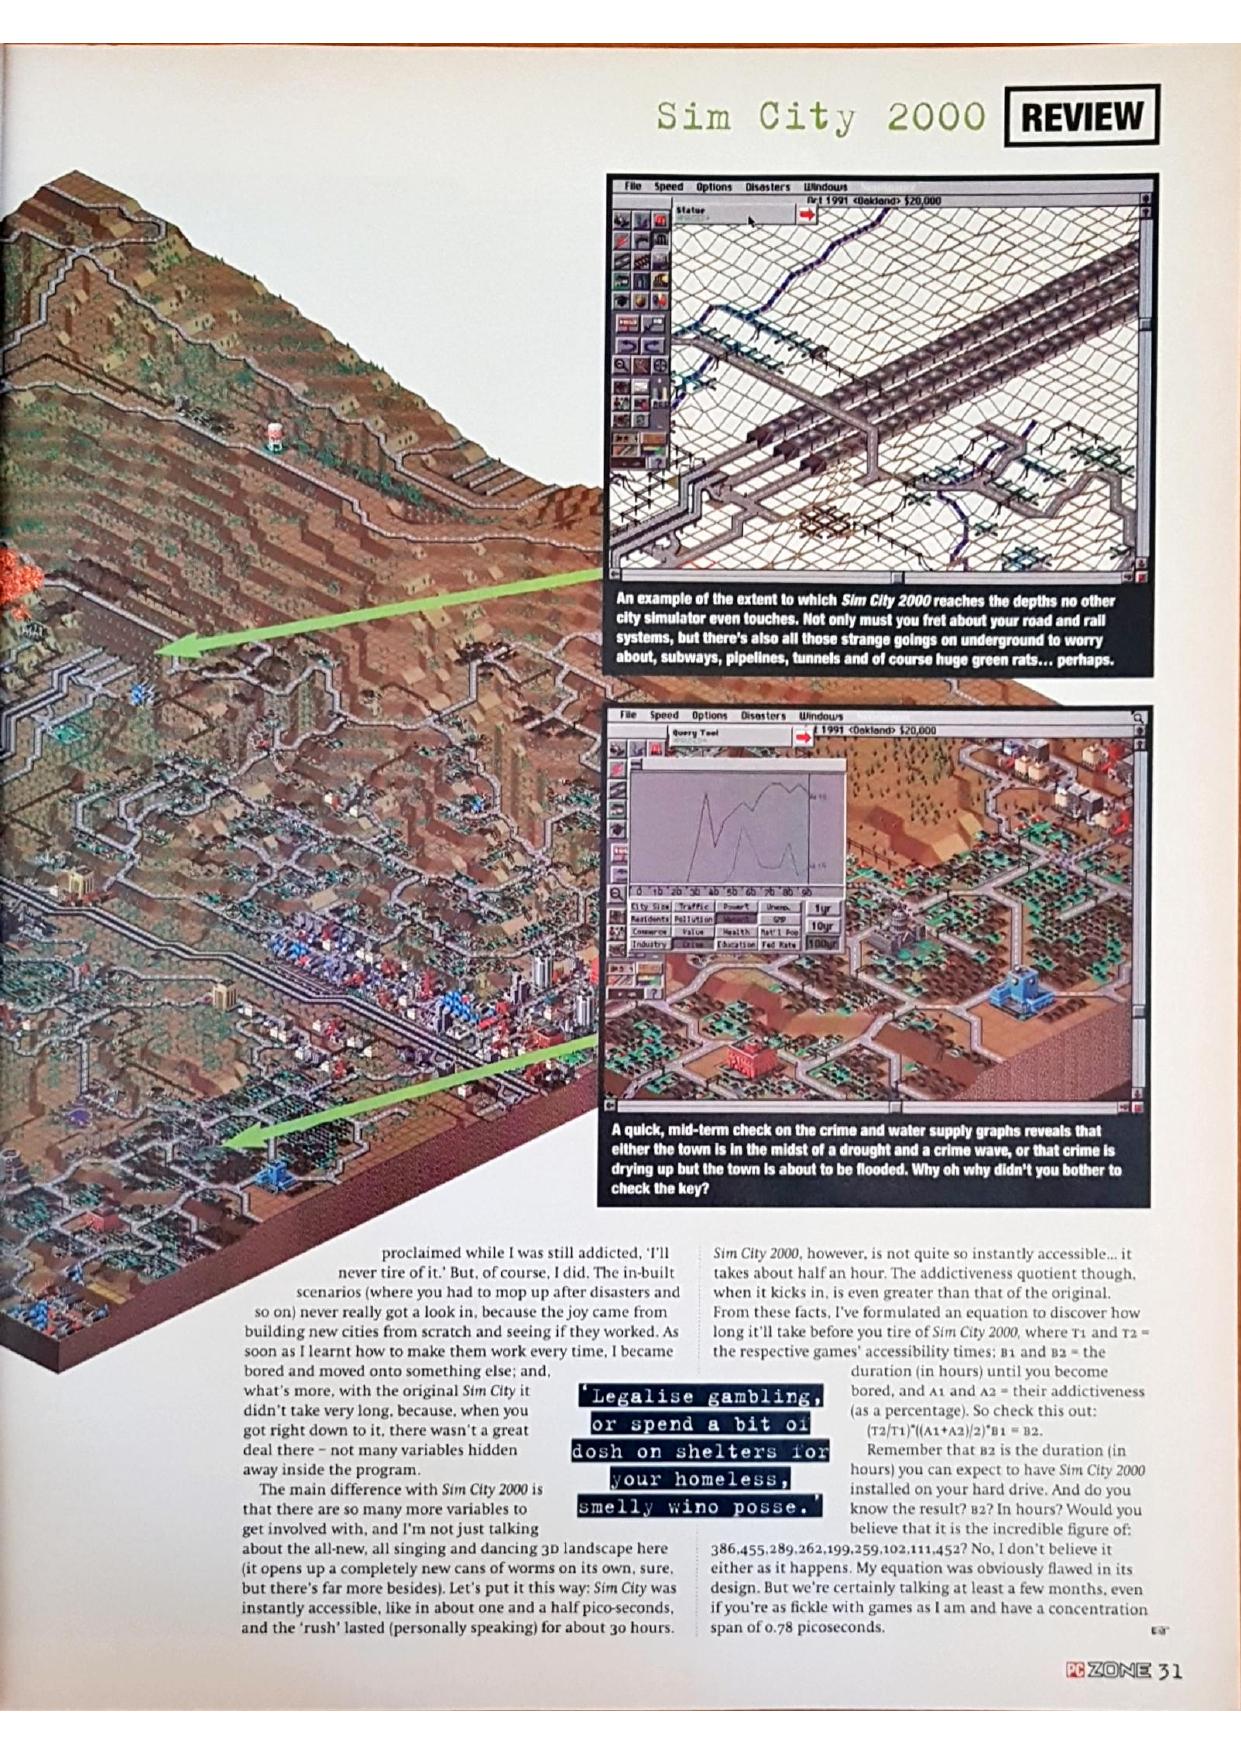 Sim City 2000 REVIEW
File Speed Options Disasters Windows
1991 <Oakland> $20,000
Statue
An example of the extent to which Sim City 2000 reaches the depths no other
city simulator even touches. Not only must you fret about your road and rail
systems, but there's also all those strange goings on underground to worry
about, subways, pipelines, tunnels and of course huge green rats... perhaps.
File Speed Options Disasters Windows
1991 <Oakland> $20,000
Query Tool
0 10 20 30 40 50 60 70 80 90
City Size Traffic Power% Unemp. 1yr
Residents Pollution GNP
Commerce Value Health Nat'l Pop 10yr
Industry Crime Education Fed Rate 100yr
A quick, mid-term check on the crime and water supply graphs reveals that
either the town is in the midst of a drought and a crime wave, or that crime is
drying up but the town is about to be flooded. Why oh why didn't you bother to
check the key?
proclaimed while I was still addicted, 'I'll
never tire of it.' But, of course, I did. The in-built
scenarios (where you had to mop up after disasters and
so on) never really got a look in, because the joy came from
building new cities from scratch and seeing if they worked. As
soon as I learnt how to make them work every time, I became
bored and moved onto something else; and,
what's more, with the original Sim City it
didn't take very long, because, when you
got right down to it, there wasn't a great
deal there – not many variables hidden
away inside the program.
The main difference with Sim City 2000 is
that there are so many more variables to
get involved with, and I'm not just talking
about the all-new, all singing and dancing 3D landscape here
(it opens up a completely new cans of worms on its own, sure,
but there's far more besides). Let's put it this way: Sim City was
instantly accessible, like in about one and a half pico-seconds,
and the 'rush' lasted (personally speaking) for about 30 hours.
'Legalise gambling,
or spend a bit of
dosh on shelters for
your homeless,
smelly wino posse.'
Sim City 2000, however, is not quite so instantly accessible... it
takes about half an hour. The addictiveness quotient though,
when it kicks in, is even greater than that of the original.
From these facts, I've formulated an equation to discover how
long it'll take before you tire of Sim City 2000, where T1 and T2 =
the respective games' accessibility times; B1 and B2 = the
duration (in hours) until you become
bored, and A1 and A2 = their addictiveness
(as a percentage). So check this out:
(T2/T1)*((A1+A2)/2)*B1 = B2.
Remember that B2 is the duration (in
hours) you can expect to have Sim City 2000
installed on your hard drive. And do you
know the result? B2? In hours? Would you
believe that it is the incredible figure of:
386,455,289,262,199,259,102,111,452? No, I don't believe it
either as it happens. My equation was obviously flawed in its
design. But we're certainly talking at least a few months, even
if you're as fickle with games as I am and have a concentration
span of 0.78 picoseconds.
PC ZONE 31